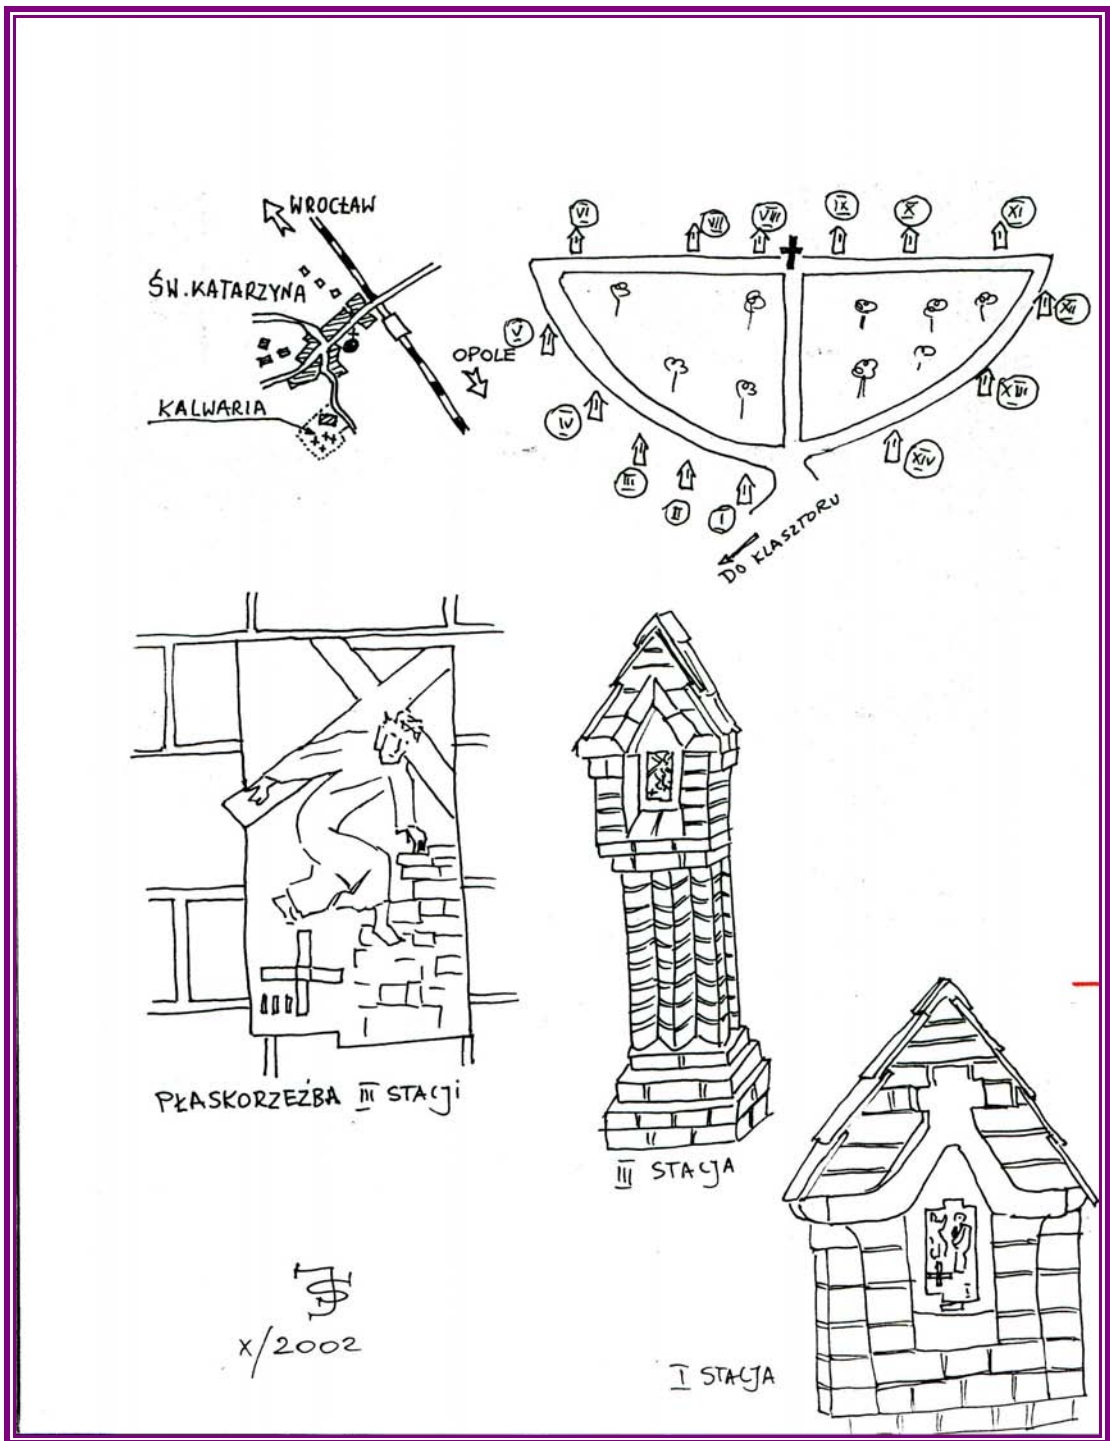 WROCŁAW
ŚW. KATARZYNA
OPOLE
KALWARIA
VI
VII
VIII
IX
X
XI
XII
XIII
XIV
V
IV
III
II
I
DO KLASZTORU
PŁASKORZEŹBA III STACJI
III STACJA
I STACJA
JS
X/2002